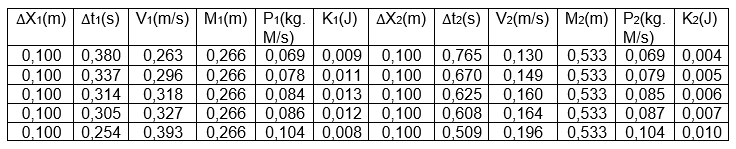 ΔX₁(m) Δt₁(s) V₁(m/s) M₁(m) P₁(kg. M/s) K₁(J) ΔX₂(m) Δt₂(s) V₂(m/s) M₂(m) P₂(kg. M/s) K₂(J)
0,100 0,380 0,263 0,266 0,069 0,009 0,100 0,765 0,130 0,533 0,069 0,004
0,100 0,337 0,296 0,266 0,078 0,011 0,100 0,670 0,149 0,533 0,079 0,005
0,100 0,314 0,318 0,266 0,084 0,013 0,100 0,625 0,160 0,533 0,085 0,006
0,100 0,305 0,327 0,266 0,086 0,012 0,100 0,608 0,164 0,533 0,087 0,007
0,100 0,254 0,393 0,266 0,104 0,008 0,100 0,509 0,196 0,533 0,104 0,010